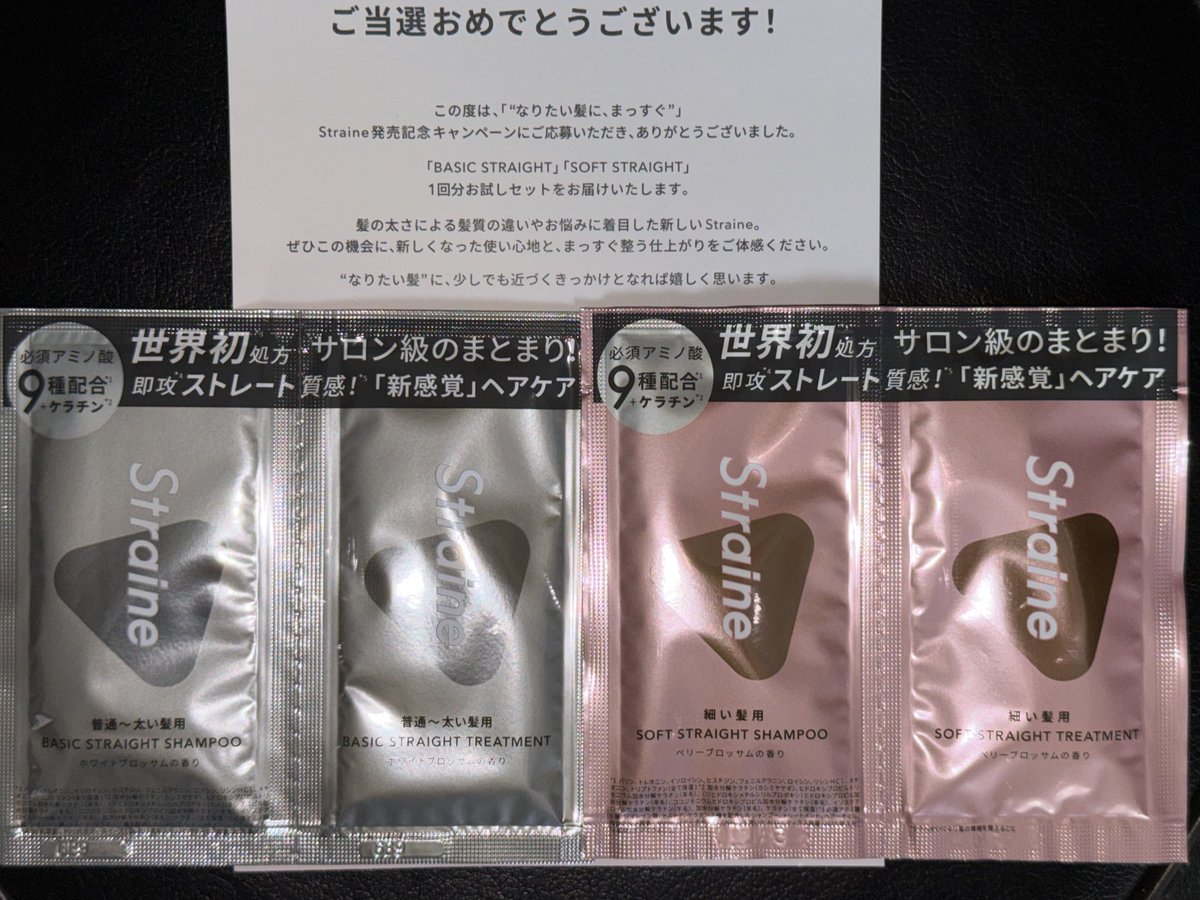 ご当選おめでとうございます!
この度は、「“なりたい髪に、まっすぐ”」
Straine発売記念キャンペーンにご応募いただき、ありがとうございました。
「BASIC STRAIGHT」「SOFT STRAIGHT」
1回分お試しセットをお届けいたします。
髪の太さによる髪質の違いやお悩みに着目した新しいStraine。
ぜひこの機会に、新しくなった使い心地と、まっすぐ整う仕上がりをご体感ください。
“なりたい髪”に、少しでも近づくきっかけとなれば嬉しく思います。
必須アミノ酸
9種配合*1
+ケラチン*2
世界初処方 サロン級のまとまり!
即攻ストレート質感!「新感覚」ヘアケア
Straine
普通〜太い髪用
BASIC STRAIGHT SHAMPOO
ホワイトブロッサムの香り
Straine
普通〜太い髪用
BASIC STRAIGHT TREATMENT
ホワイトブロッサムの香り
必須アミノ酸
9種配合*1
+ケラチン*2
世界初処方 サロン級のまとまり!
即攻ストレート質感!「新感覚」ヘアケア
Straine
細い髪用
SOFT STRAIGHT SHAMPOO
ベリーブロッサムの香り
Straine
細い髪用
SOFT STRAIGHT TREATMENT
ベリーブロッサムの香り